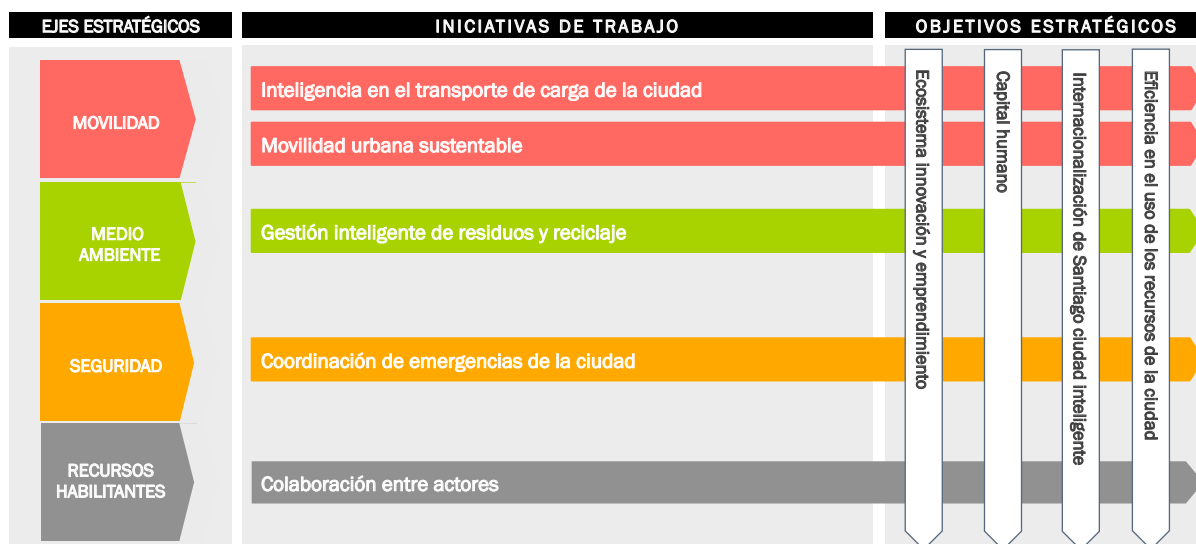 EJES ESTRATÉGICOS
INICIATIVAS DE TRABAJO
OBJETIVOS ESTRATÉGICOS
MOVILIDAD
Inteligencia en el transporte de carga de la ciudad
Movilidad urbana sustentable
MEDIO
AMBIENTE
Gestión inteligente de residuos y reciclaje
SEGURIDAD
Coordinación de emergencias de la ciudad
RECURSOS
HABILITANTES
Colaboración entre actores
Ecosistema innovación y emprendimiento
Capital humano
Internacionalización de Santiago ciudad inteligente
Eficiencia en el uso de los recursos de la ciudad